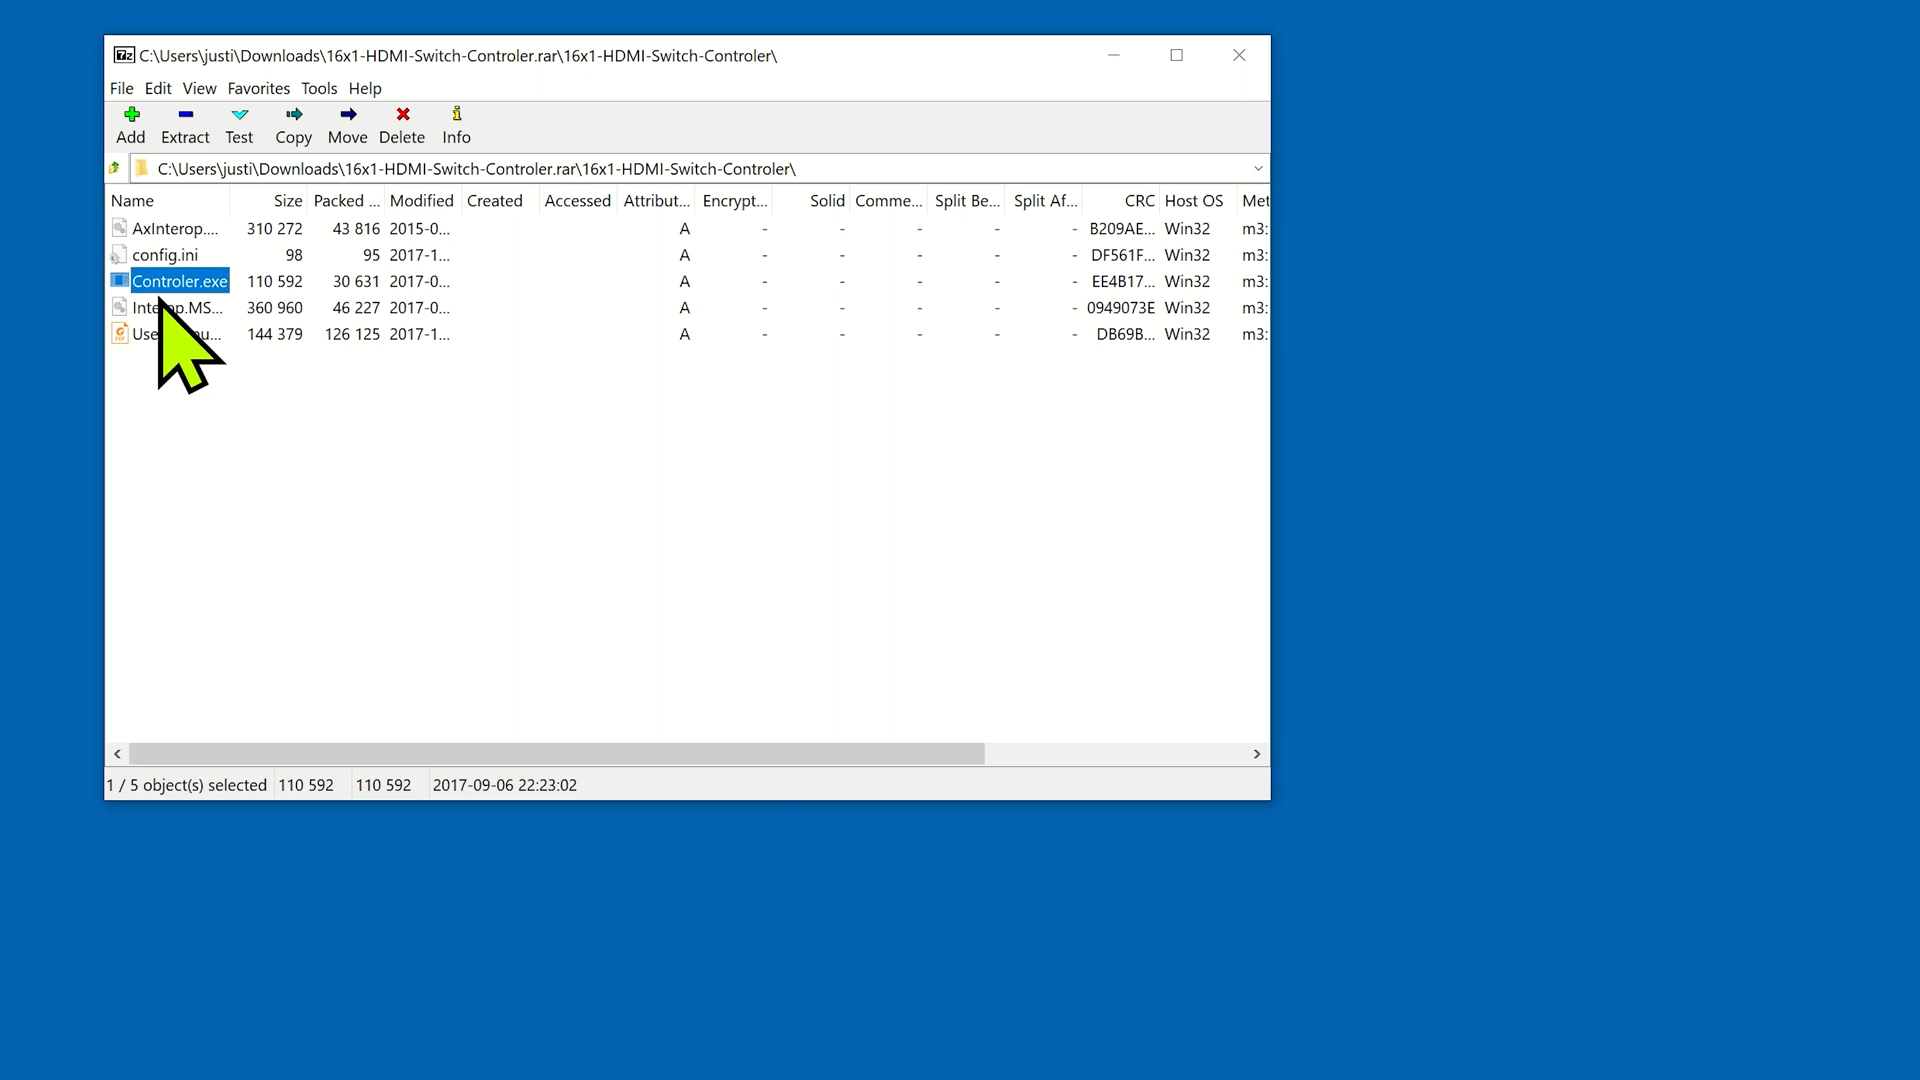 7z C:\Users\justi\Downloads\16x1-HDMI-Switch-Controler.rar\16x1-HDMI-Switch-Controler\
File Edit View Favorites Tools Help
Add Extract Test Copy Move Delete Info
C:\Users\justi\Downloads\16x1-HDMI-Switch-Controler.rar\16x1-HDMI-Switch-Controler\
Name Size Packed ... Modified Created Accessed Attribut... Encrypt... Solid Comme... Split Be... Split Af... CRC Host OS Met
AxInterop.... 310 272 43 816 2015-0... A - - - - - B209AE... Win32 m3:
config.ini 98 95 2017-1... A - - - - - DF561F... Win32 m3:
Controler.exe 110 592 30 631 2017-0... A - - - - - EE4B17... Win32 m3:
360 960 46 227 2017-0... A - - - - - 0949073E Win32 m3:
144 379 126 125 2017-1... A - - - - - DB69B... Win32 m3:
1 / 5 object(s) selected 110 592 110 592 2017-09-06 22:23:02